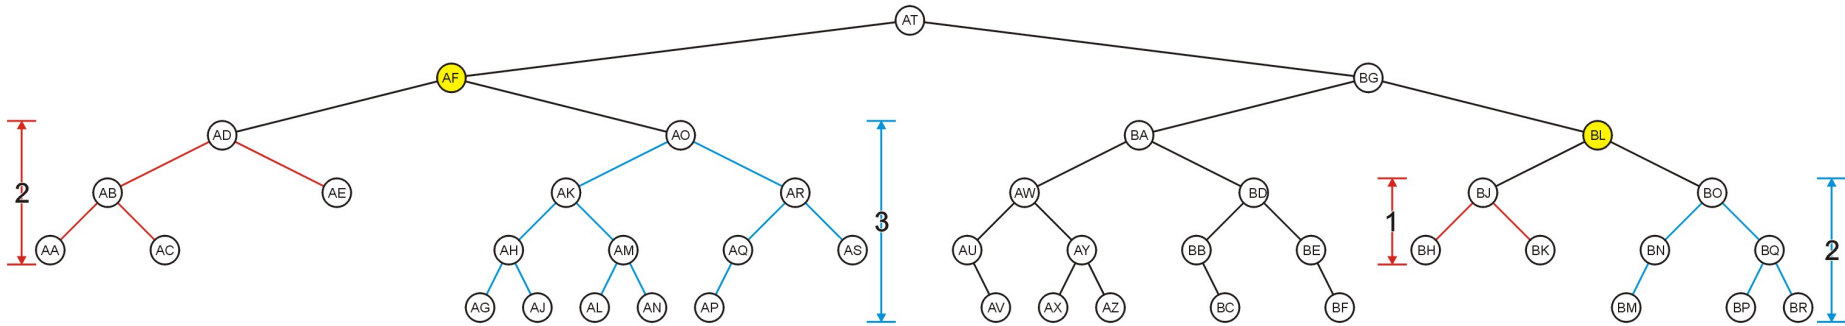 AT
AF BG
AD AO BA BL
2 AB AE AK AR AW BD 1 BJ BO
3
AA AC AH AM AQ AS AU AY BB BE BH BK BN BQ 2
AG AJ AL AN AP AV AX AZ BC BF BM BP BR